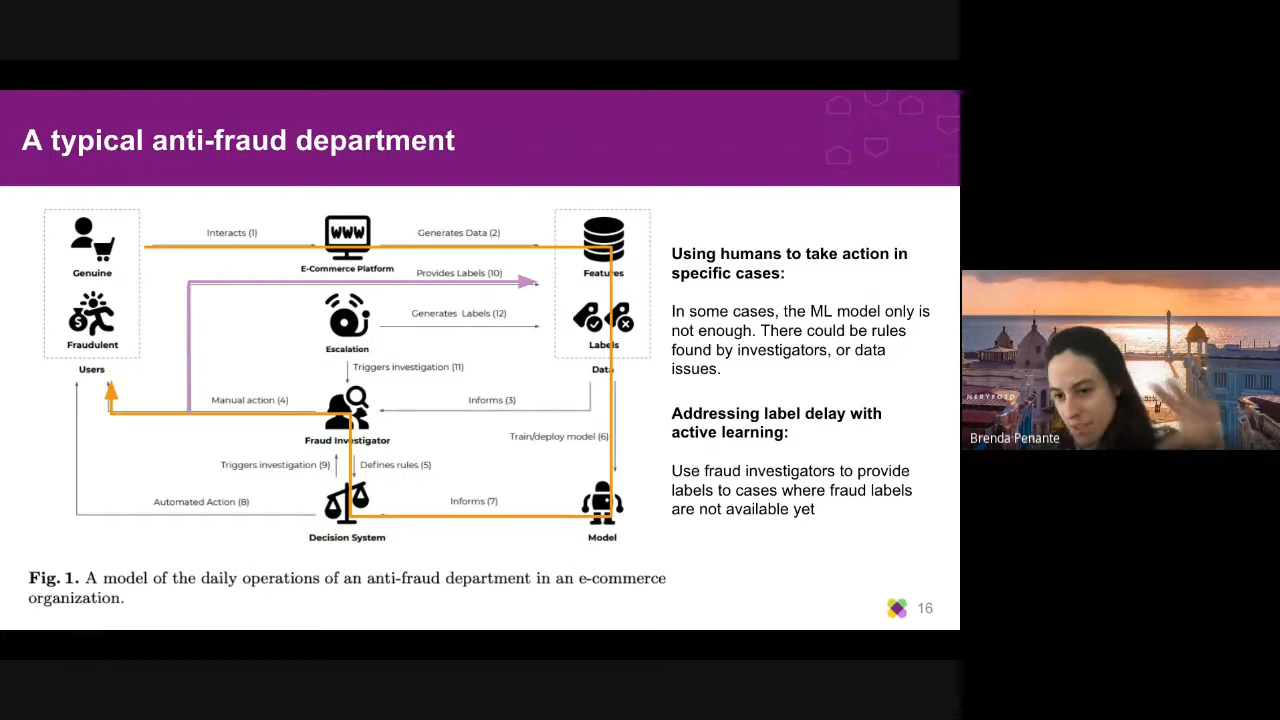 A typical anti-fraud department
Interacts (1)
WWW
Generates Data (2)
Genuine
E-Commerce Platform
Features
Provides Labels (10)
$
Generates Labels (12)
Fraudulent
Escalation
Labels
Users
Triggers investigation (11)
Data
Manual action (4)
Informs (3)
Fraud Investigator
Train/deploy model (6)
Triggers investigation (9)
Defines rules (5)
Automated Action (8)
Informs (7)
Decision System
Model
Fig. 1. A model of the daily operations of an anti-fraud department in an e-commerce
organization.
Using humans to take action in
specific cases:
In some cases, the ML model only is
not enough. There could be rules
found by investigators, or data
issues.
Addressing label delay with
active learning:
Use fraud investigators to provide
labels to cases where fraud labels
are not available yet
16
NERYFOTO
Brenda Penante